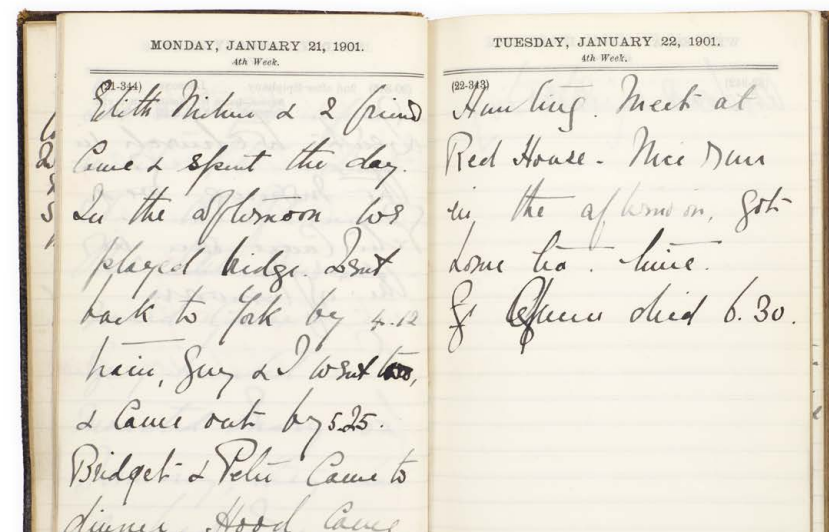 MONDAY, JANUARY 21, 1901.
4th Week.
(21-344)
Edith & 2 friends
Came & spent the day.
In the afternoon we
played bridge. Went
back to York by 4.12
train, Guy & I went too,
& Came out by 5.25.
Bridget & Peter Came to
dinner. Hood Came
TUESDAY, JANUARY 22, 1901.
4th Week.
(22-343)
Hunting. Meet at
Red House - Nice run
in the afternoon, got
home tea. time.
Queen died 6.30.